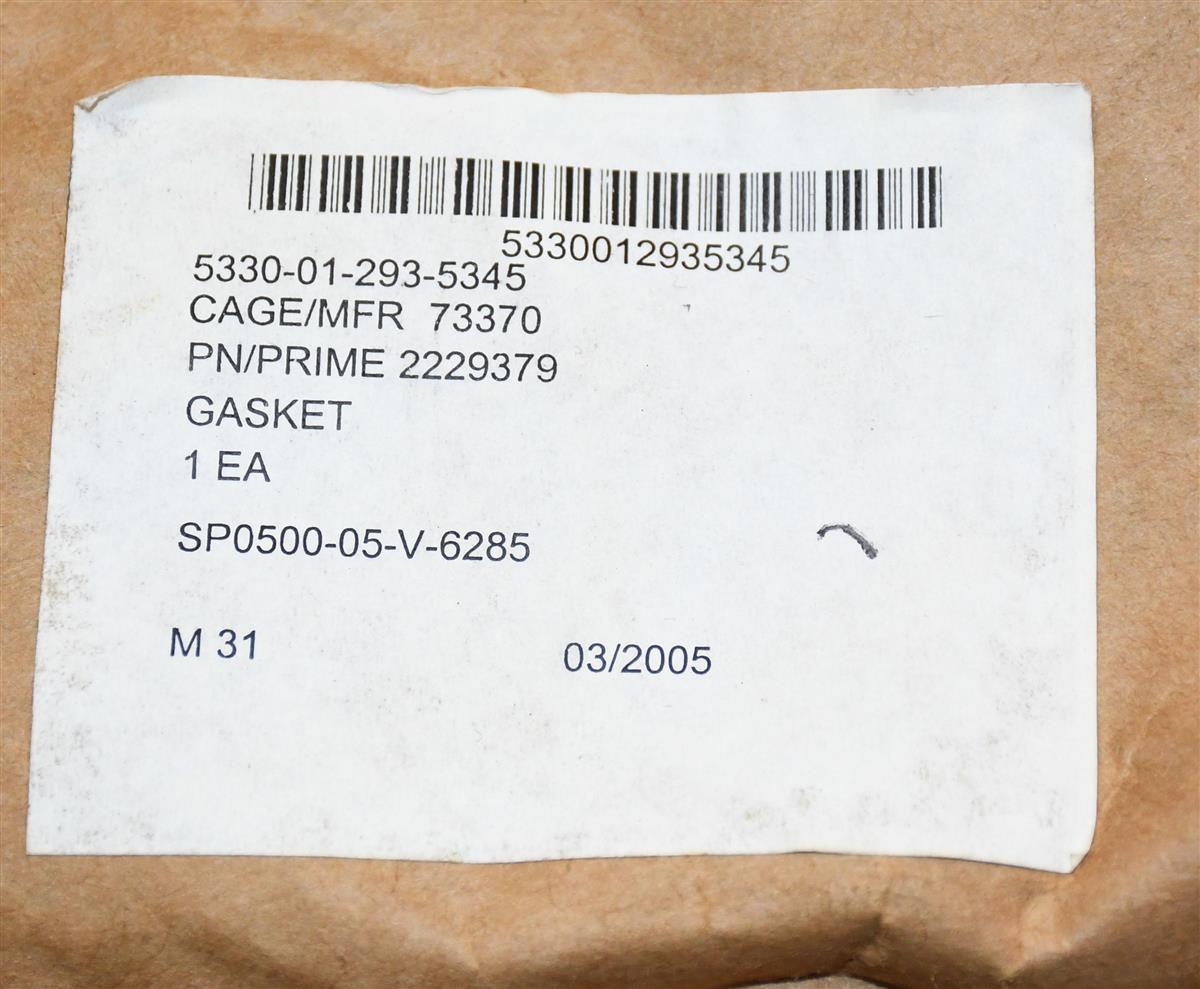 5330012935345
5330-01-293-5345
CAGE/MFR 73370
PN/PRIME 2229379
GASKET
1 EA
SP0500-05-V-6285
M 31 03/2005